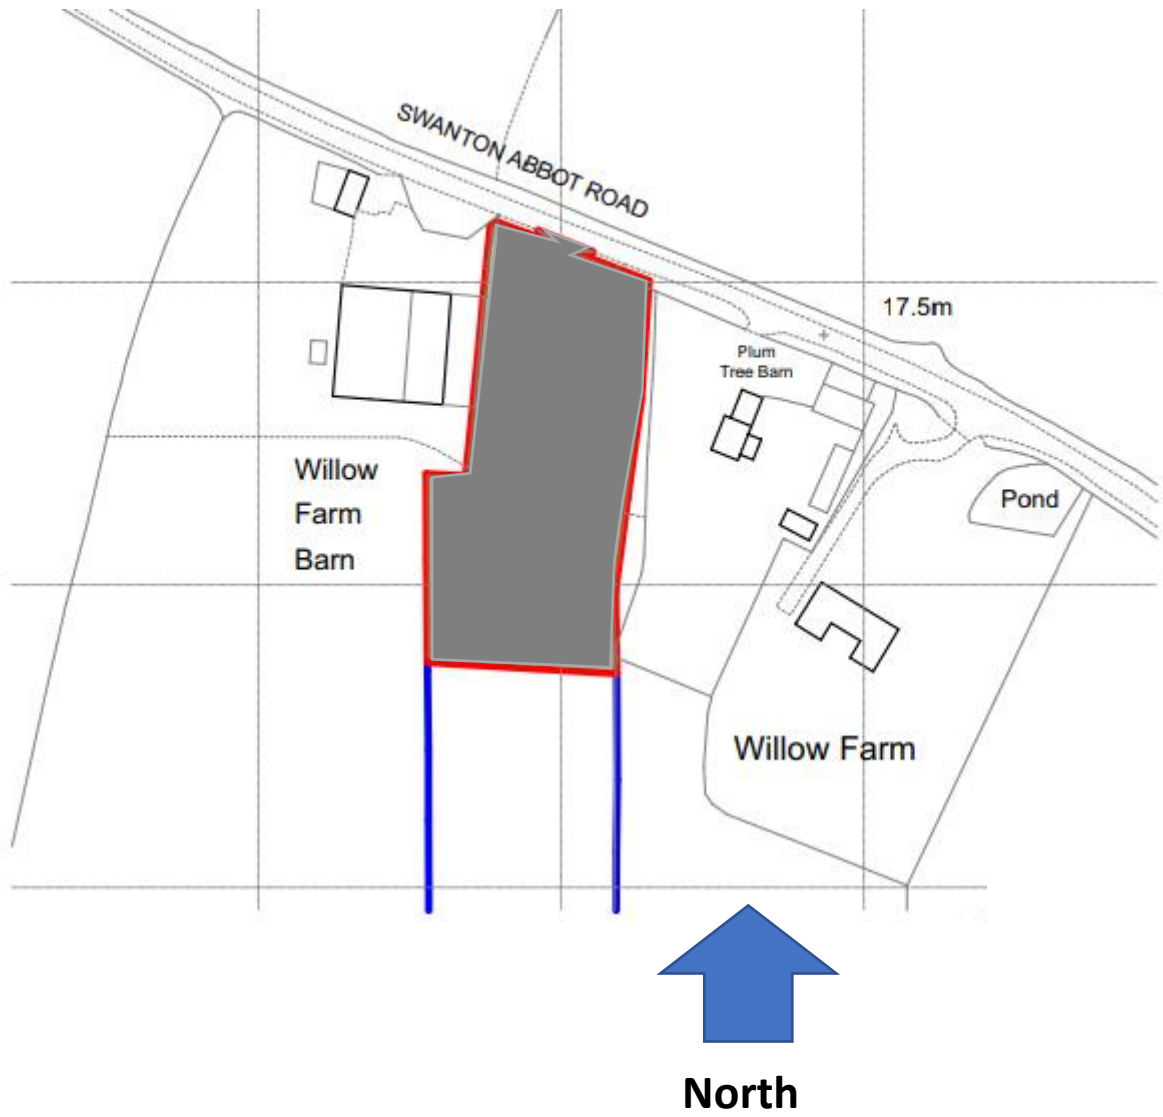 SWANTON ABBOT ROAD
17.5m
Plum
Tree Barn
Willow
Farm
Barn
Pond
Willow Farm
North